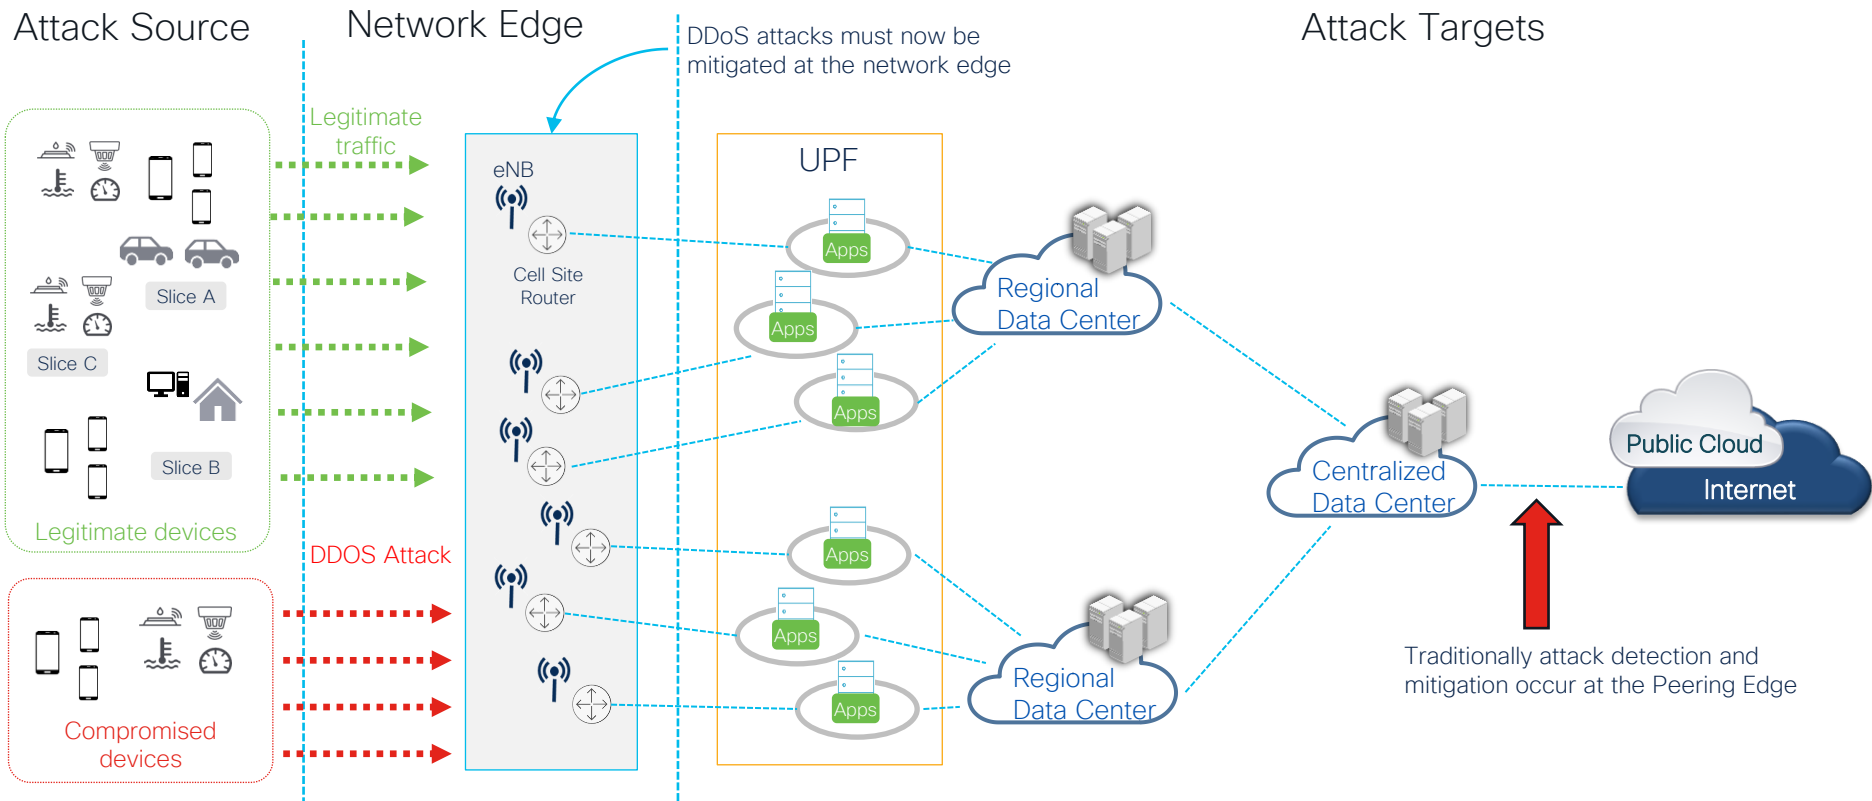 Attack Source
Network Edge
Attack Targets
DDoS attacks must now be
mitigated at the network edge
Legitimate
traffic
eNB
UPF
Apps
Cell Site
Router
Slice A
Regional
Data Center
Apps
Slice C
Apps
Slice B
Public Cloud
Internet
Centralized
Data Center
Legitimate devices
DDOS Attack
Apps
Apps
Regional
Data Center
Apps
Traditionally attack detection and
mitigation occur at the Peering Edge
Compromised
devices